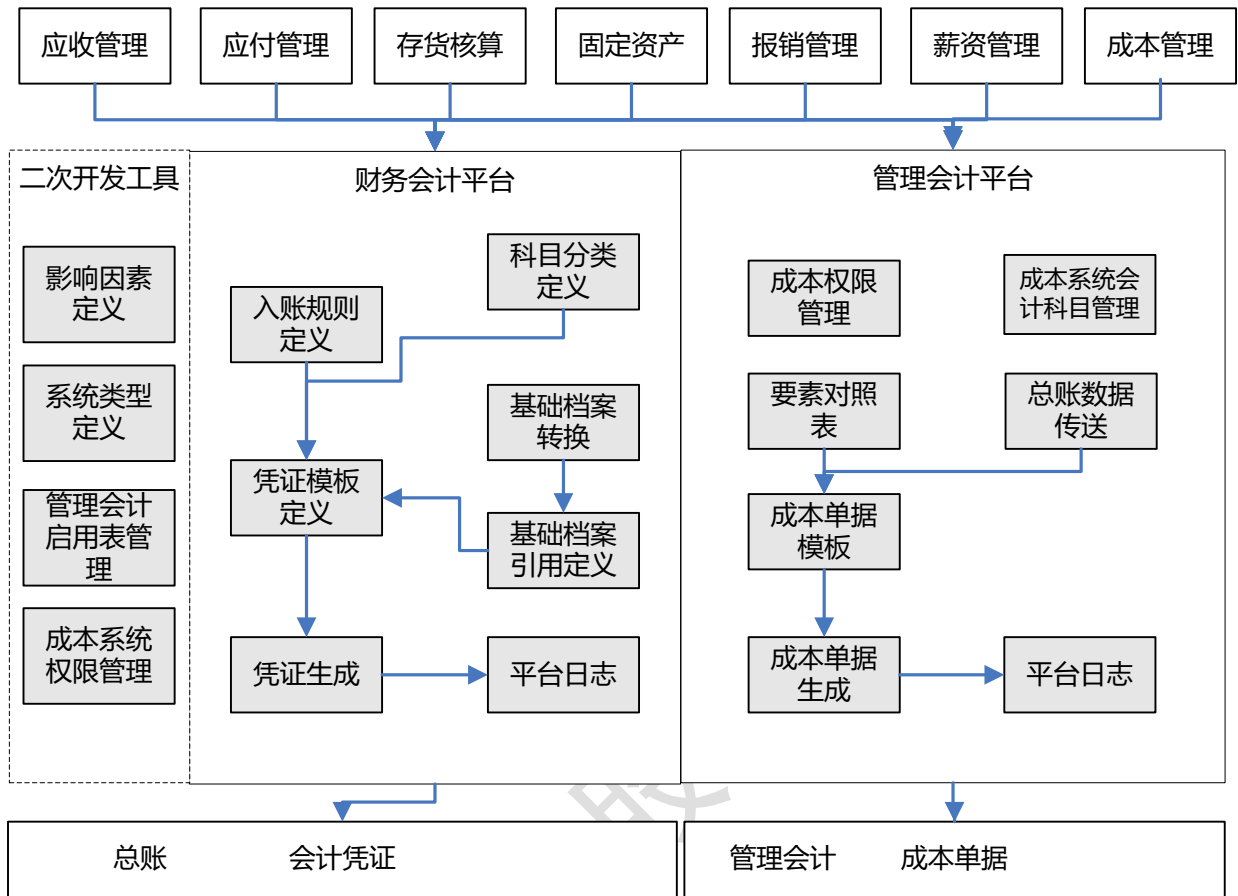 应收管理
应付管理
存货核算
固定资产
报销管理
薪资管理
成本管理
二次开发工具
影响因素
定义
系统类型
定义
管理会计
启用表管
理
成本系统
权限管理
财务会计平台
科目分类
定义
入账规则
定义
基础档案
转换
凭证模板
定义
基础档案
引用定义
凭证生成
平台日志
管理会计平台
成本权限
管理
成本系统会
计科目管理
要素对照
表
总账数据
传送
成本单据
模板
成本单据
生成
平台日志
总账 会计凭证
管理会计 成本单据